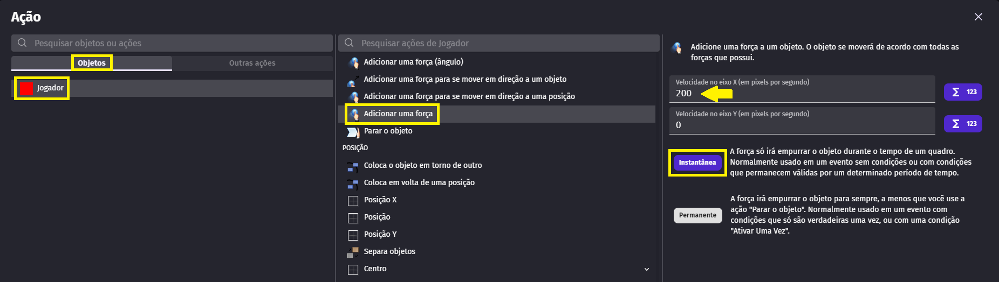 Ação
Pesquisar objetos ou ações
Objetos
Outras ações
Jogador
Pesquisar ações de Jogador
Adicionar uma força (ângulo)
Adicionar uma força para se mover em direção a um objeto
Adicionar uma força para se mover em direção a uma posição
Adicionar uma força
Parar o objeto
POSIÇÃO
Coloca o objeto em torno de outro
Coloca em volta de uma posição
Posição X
Posição
Posição Y
Separa objetos
Centro
Adicione uma força a um objeto. O objeto se moverá de acordo com todas as
forças que possui.
Velocidade no eixo X (em pixels por segundo)
200
Σ 123
Velocidade no eixo Y (em pixels por segundo)
0
Σ 123
Instantânea
A força só irá empurrar o objeto durante o tempo de um quadro.
Normalmente usado em um evento sem condições ou com condições
que permanecem válidas por um determinado período de tempo.
Permanente
A força irá empurrar o objeto para sempre, a menos que você use a
ação "Parar o objeto". Normalmente usado em um evento com
condições que só são verdadeiras uma vez, ou com uma condição
"Ativar Uma Vez".